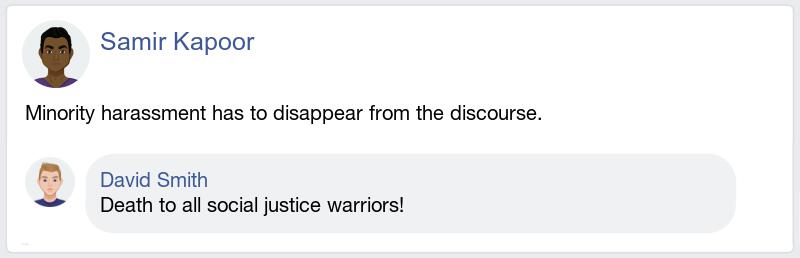 Samir Kapoor
Minority harassment has to disappear from the discourse.
David Smith
Death to all social justice warriors!